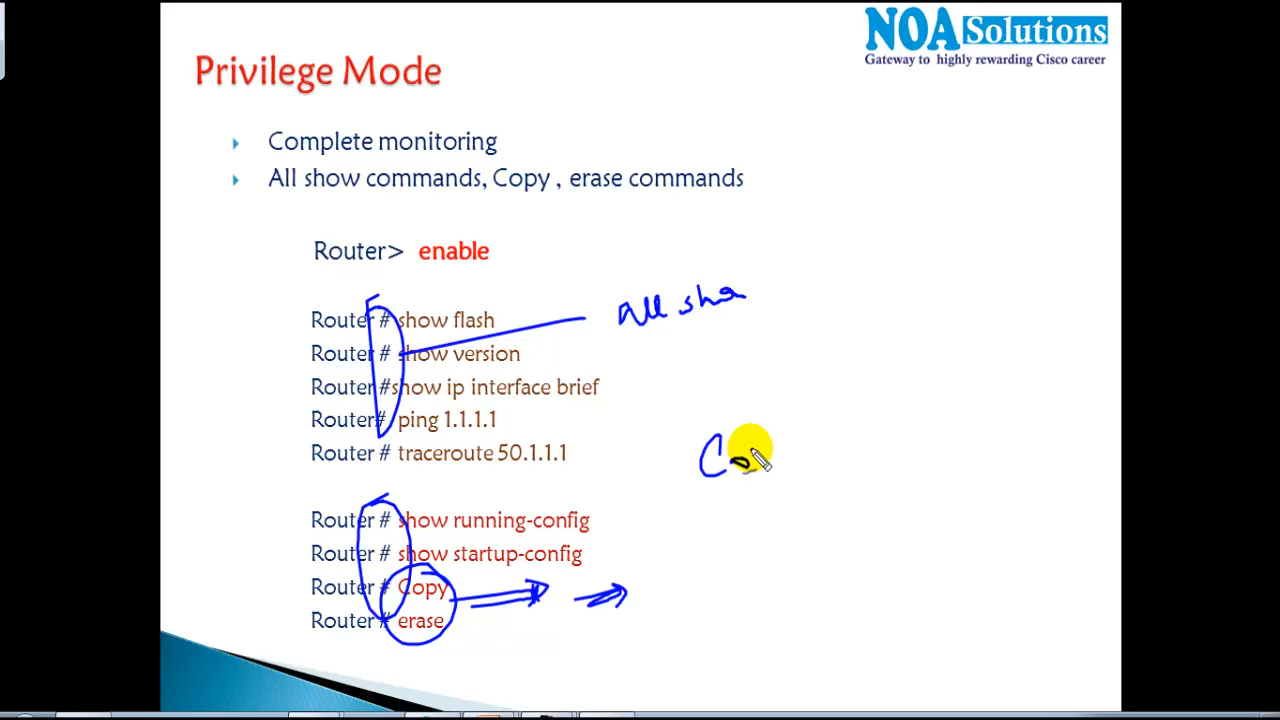 NOA Solutions
Gateway to highly rewarding Cisco career
Privilege Mode
Complete monitoring
All show commands, Copy , erase commands
Router> enable
All sho
Router # show flash
Router # show version
Router #show ip interface brief
Router# ping 1.1.1.1
Router # traceroute 50.1.1.1
Co
Router # show running-config
Router # show startup-config
Router # Copy
Router # erase